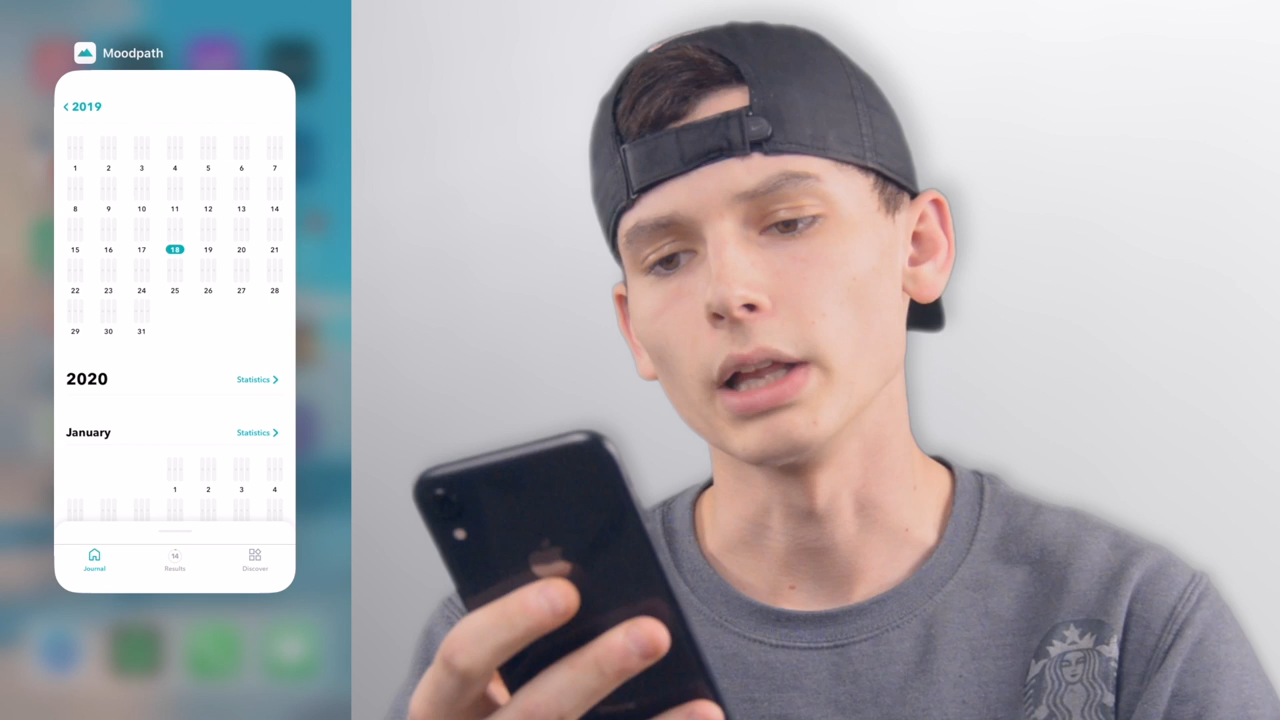 Moodpath
2019
1 2 3 4 5 6 7
8 9 10 11 12 13 14
15 16 17 18 19 20 21
22 23 24 25 26 27 28
29 30 31
2020 Statistics
January Statistics
1 2 3 4
14
Journal Results Discover